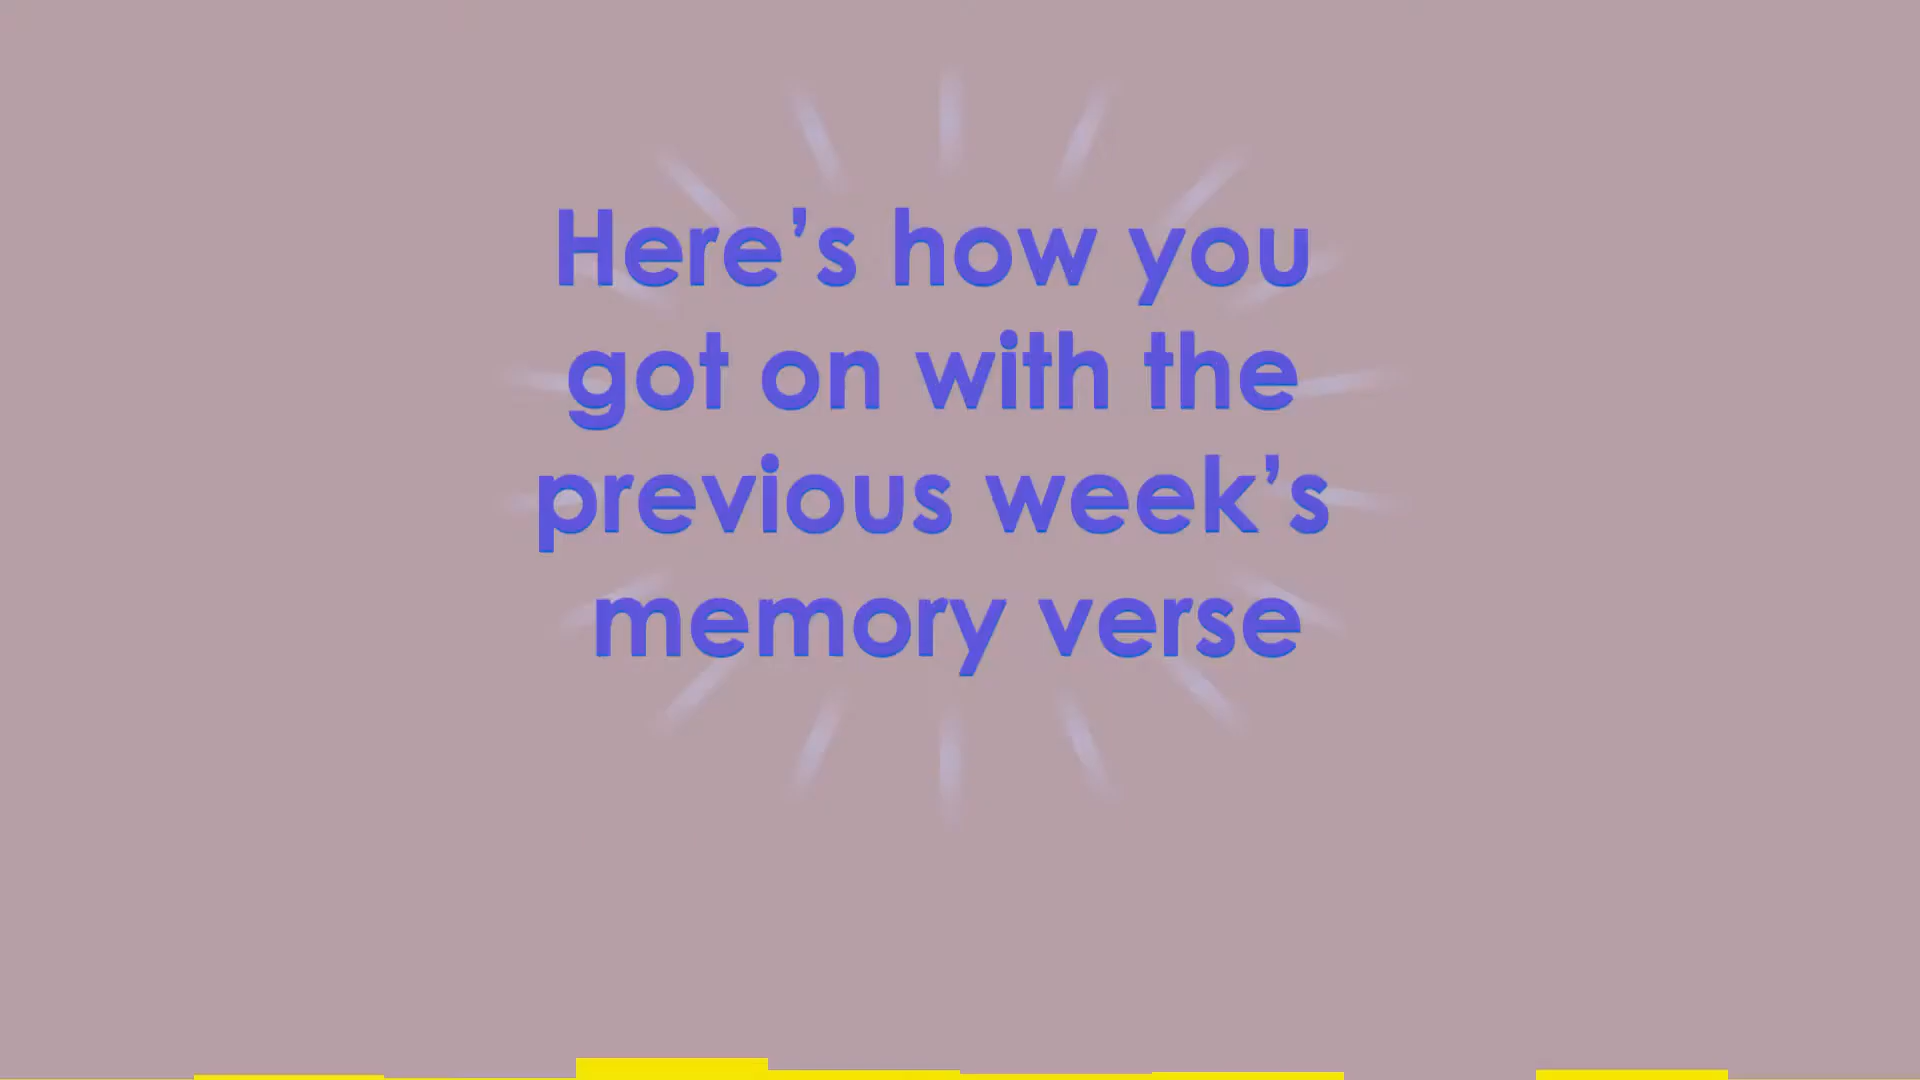 Here’s how you
got on with the
previous week’s
memory verse